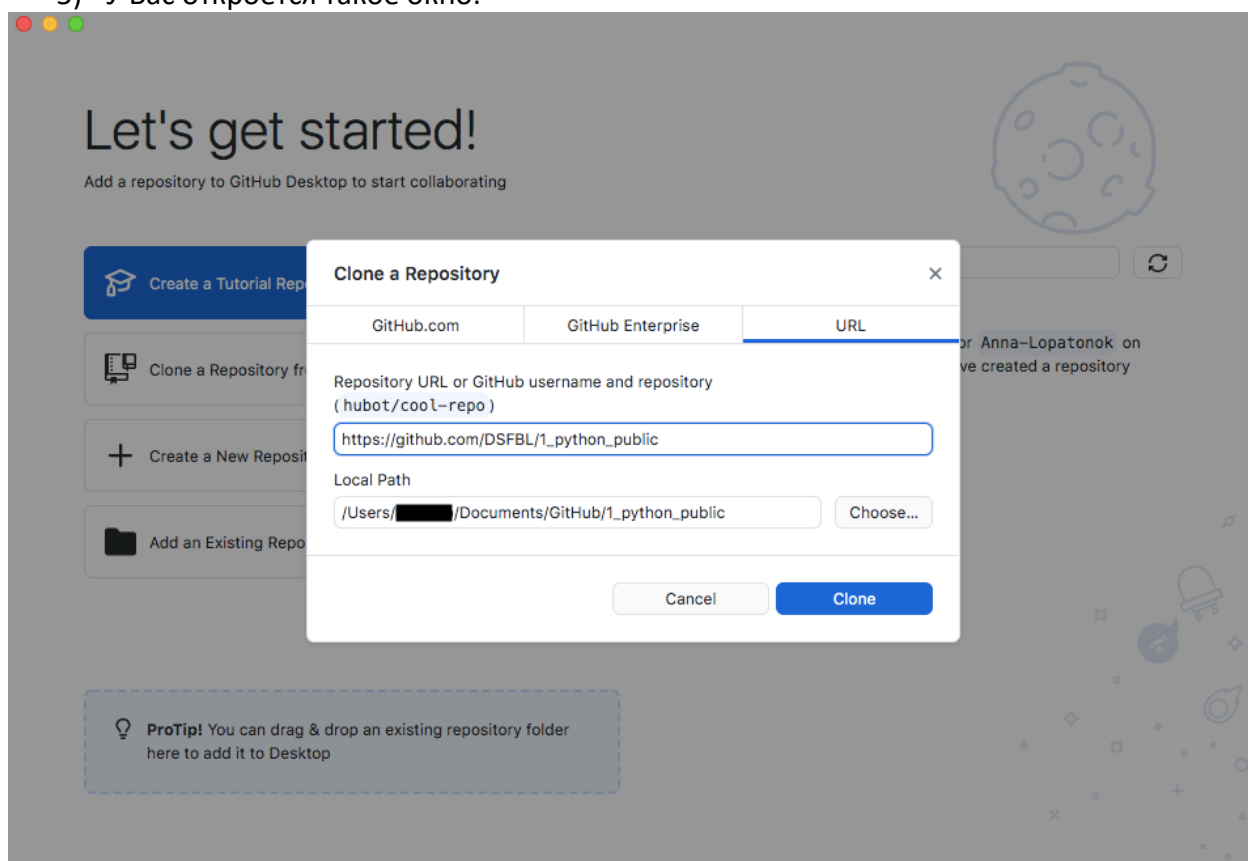 У Вас откроется такое окно:
Let's get started!
Add a repository to GitHub Desktop to start collaborating
Create a Tutorial Rep
Clone a Repository fr
Create a New Reposit
Add an Existing Repo
Clone a Repository
GitHub.com GitHub Enterprise URL
Repository URL or GitHub username and repository
(hubot/cool-repo)
https://github.com/DSFBL/1_python_public
Local Path
/Users/ /Documents/GitHub/1_python_public Choose...
Cancel Clone
or Anna-Lopatonok on
ve created a repository
ProTip! You can drag & drop an existing repository folder
here to add it to Desktop